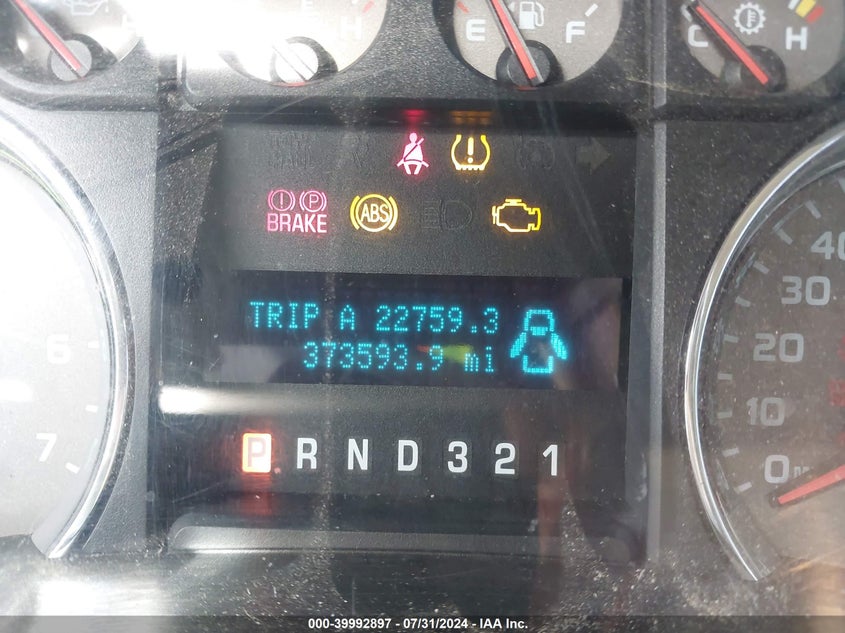 H
E F
C H
BRAKE
ABS
TRIP A 22759.3
373593.9 mi
6
7
40
30
20
10
0
P R N D 3 2 1
000-39992897 / 07/31/2024 - IAA Inc.